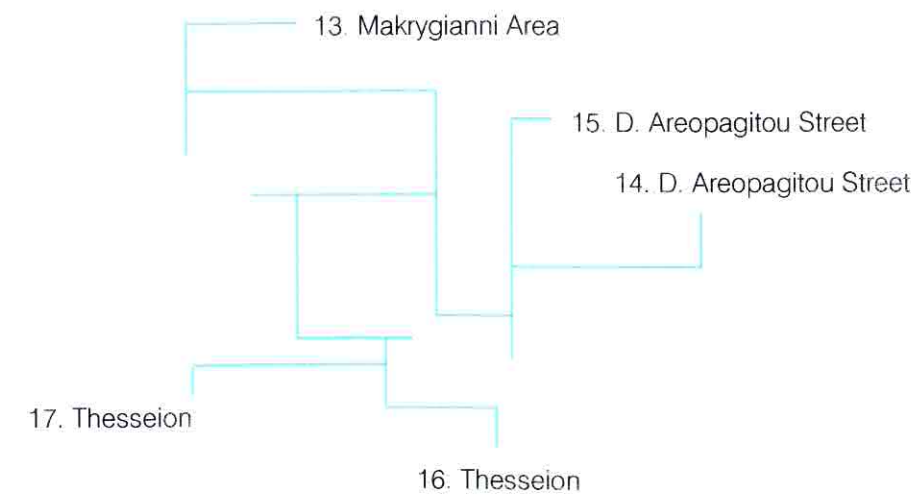 13. Makrygianni Area
15. D. Areopagitou Street
14. D. Areopagitou Street
17. Thesseion
16. Thesseion